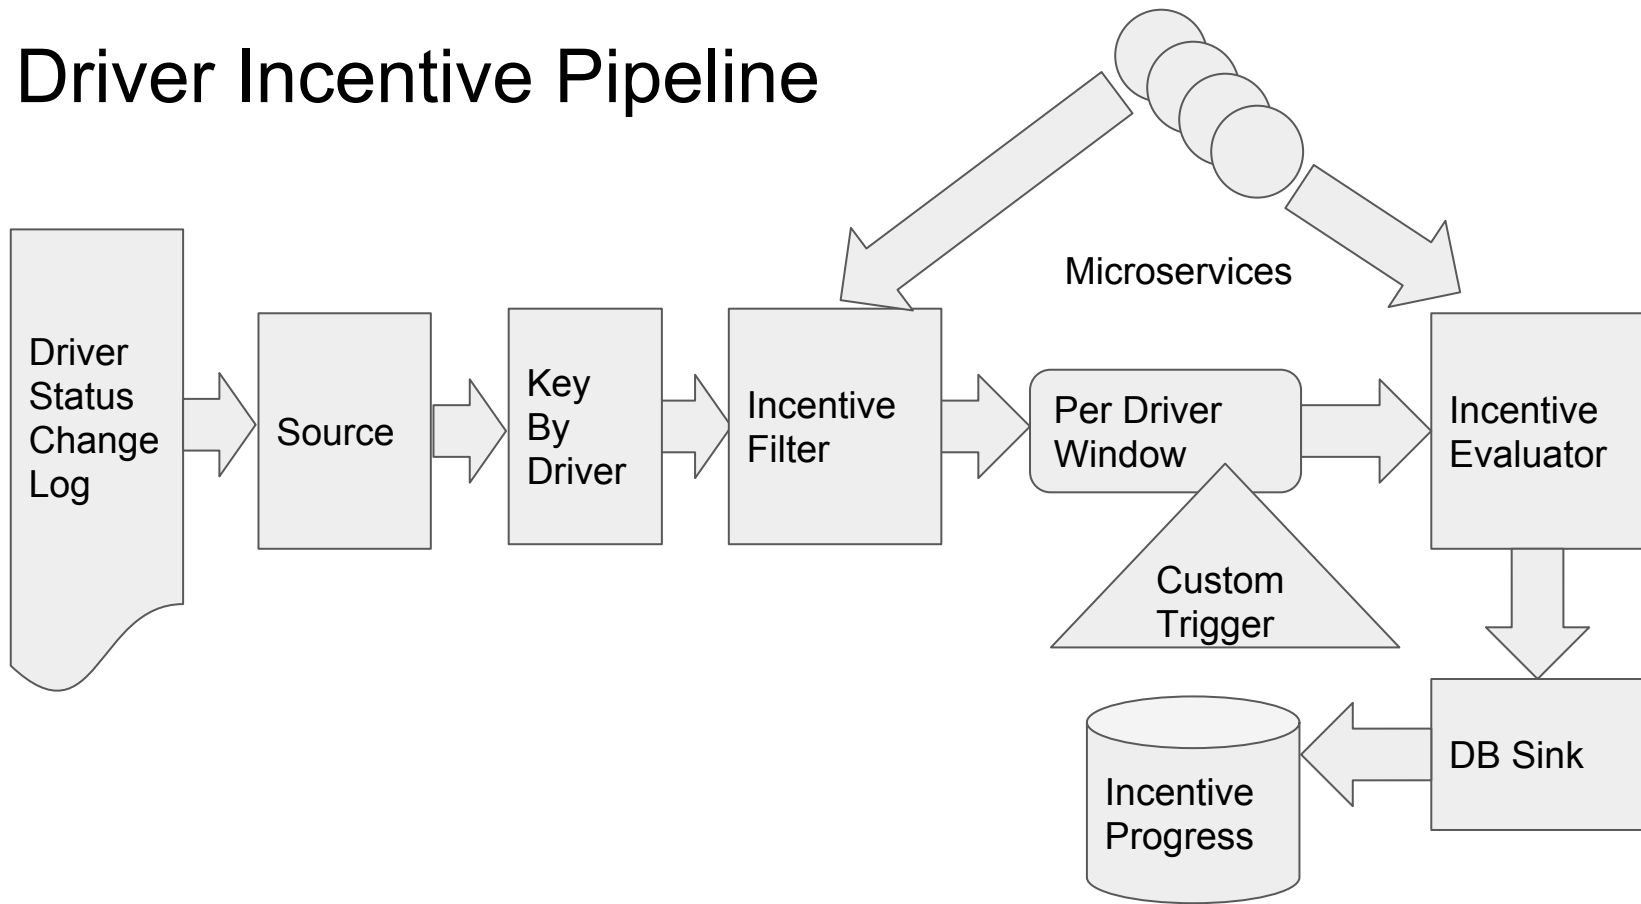 Driver Incentive Pipeline
Microservices
Driver
Status
Change
Log
Source
Key
By
Driver
Incentive
Filter
Per Driver
Window
Incentive
Evaluator
Custom
Trigger
DB Sink
Incentive
Progress